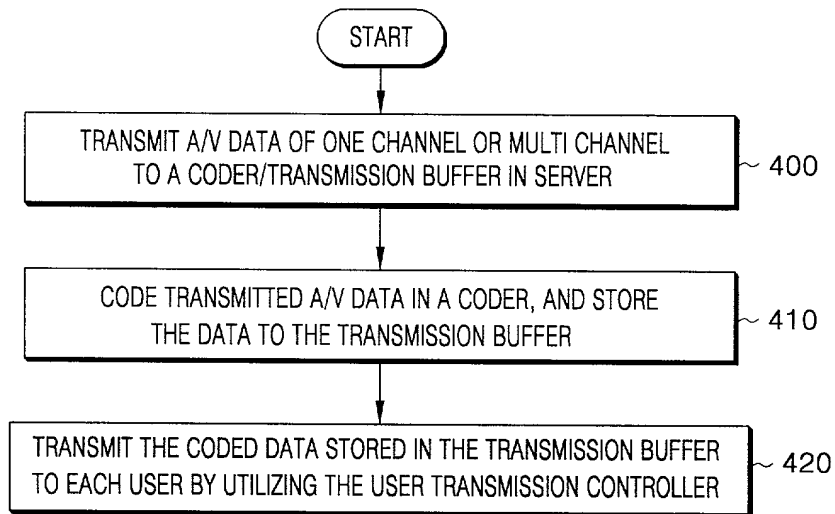 START
TRANSMIT A/V DATA OF ONE CHANNEL OR MULTI CHANNEL
TO A CODER/TRANSMISSION BUFFER IN SERVER
400
CODE TRANSMITTED A/V DATA IN A CODER, AND STORE
THE DATA TO THE TRANSMISSION BUFFER
410
TRANSMIT THE CODED DATA STORED IN THE TRANSMISSION BUFFER
TO EACH USER BY UTILIZING THE USER TRANSMISSION CONTROLLER
420